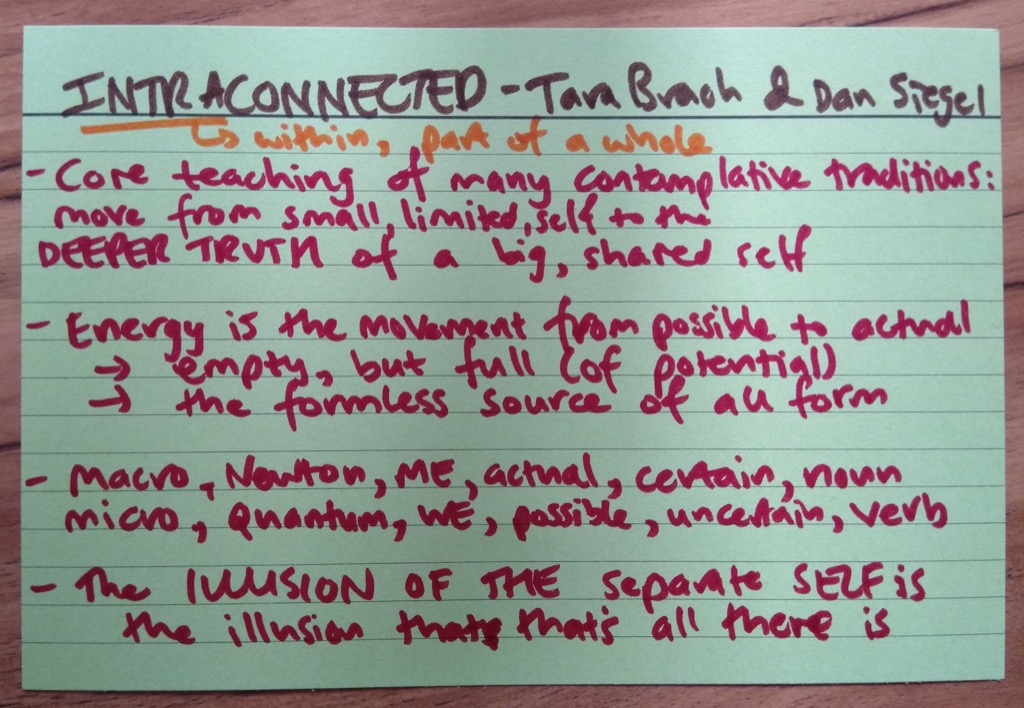 INTRACONNECTED - Tara Brach & Dan Siegel
↳ within, part of a whole
- Core teaching of many contemplative traditions:
move from small, limited, self to the
DEEPER TRUTH of a big, shared self
- Energy is the movement from possible to actual
→ empty, but full (of potential)
→ the formless source of all form
- Macro, Newton, ME, actual, certain, noun
micro, Quantum, WE, possible, uncertain, verb
- The ILLUSION OF THE separate SELF is
the illusion that that's all there is